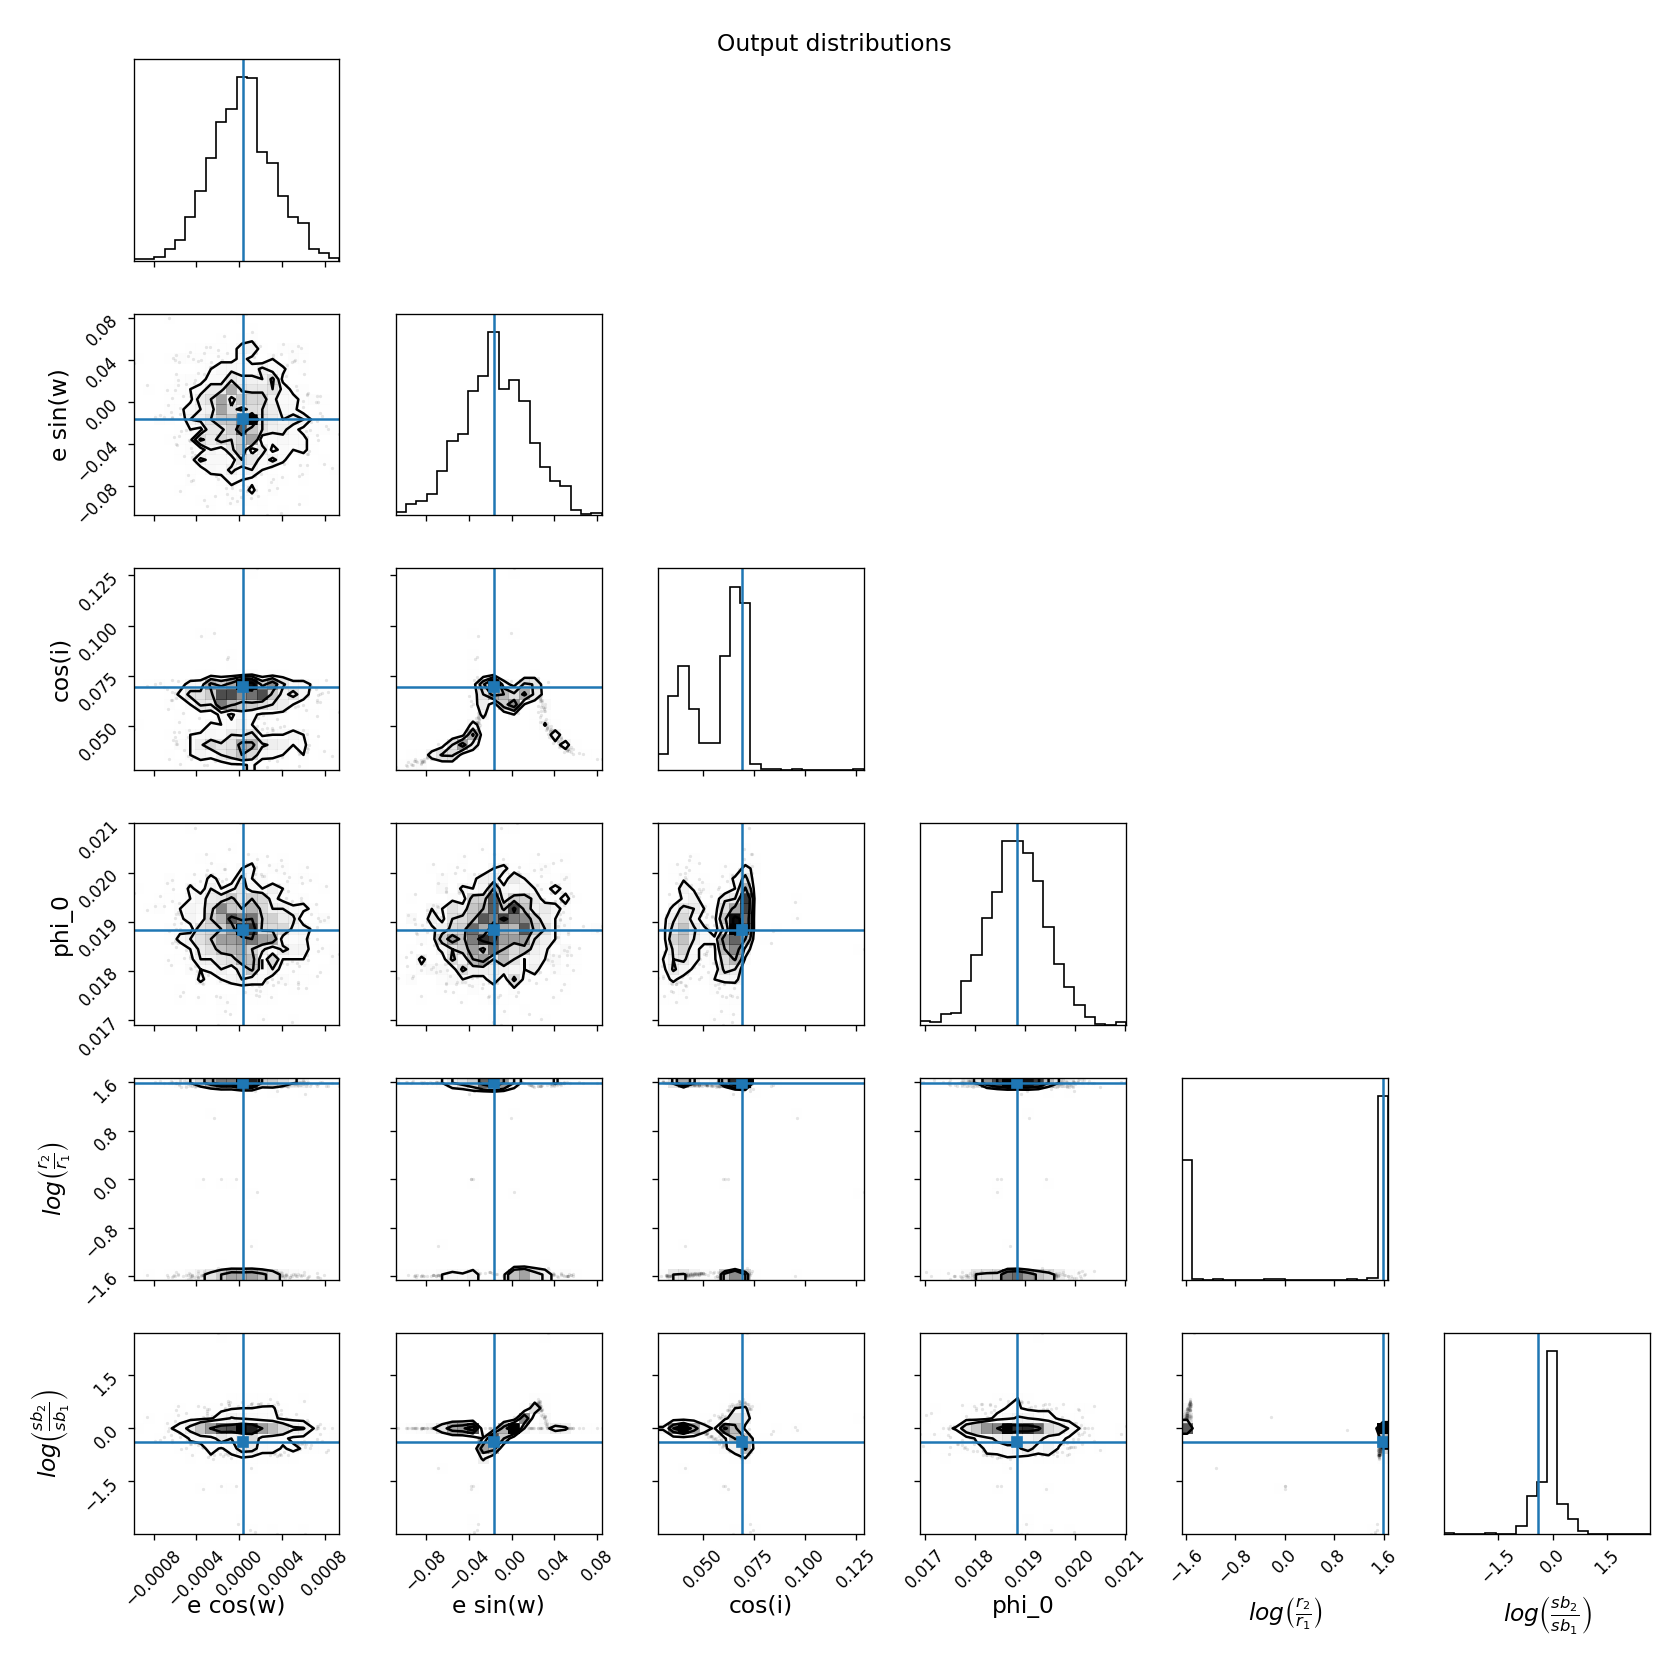 Output distributions
0.08
0.04
0.00
−0.04
−0.08
e sin(w)
0.125
0.100
0.075
0.050
cos(i)
0.021
0.020
0.019
0.018
0.017
phi_0
1.6
0.8
0.0
−0.8
−1.6
log(r2/r1)
1.5
0.0
−1.5
log(sb2/sb1)
−0.0008 −0.0004 0.0000 0.0004 0.0008 −0.08 −0.04 0.00 0.04 0.08 0.050 0.075 0.100 0.125 0.017 0.018 0.019 0.020 0.021 −1.6 −0.8 0.0 0.8 1.6 −1.5 0.0 1.5
e cos(w) e sin(w) cos(i) phi_0 log(r2/r1) log(sb2/sb1)